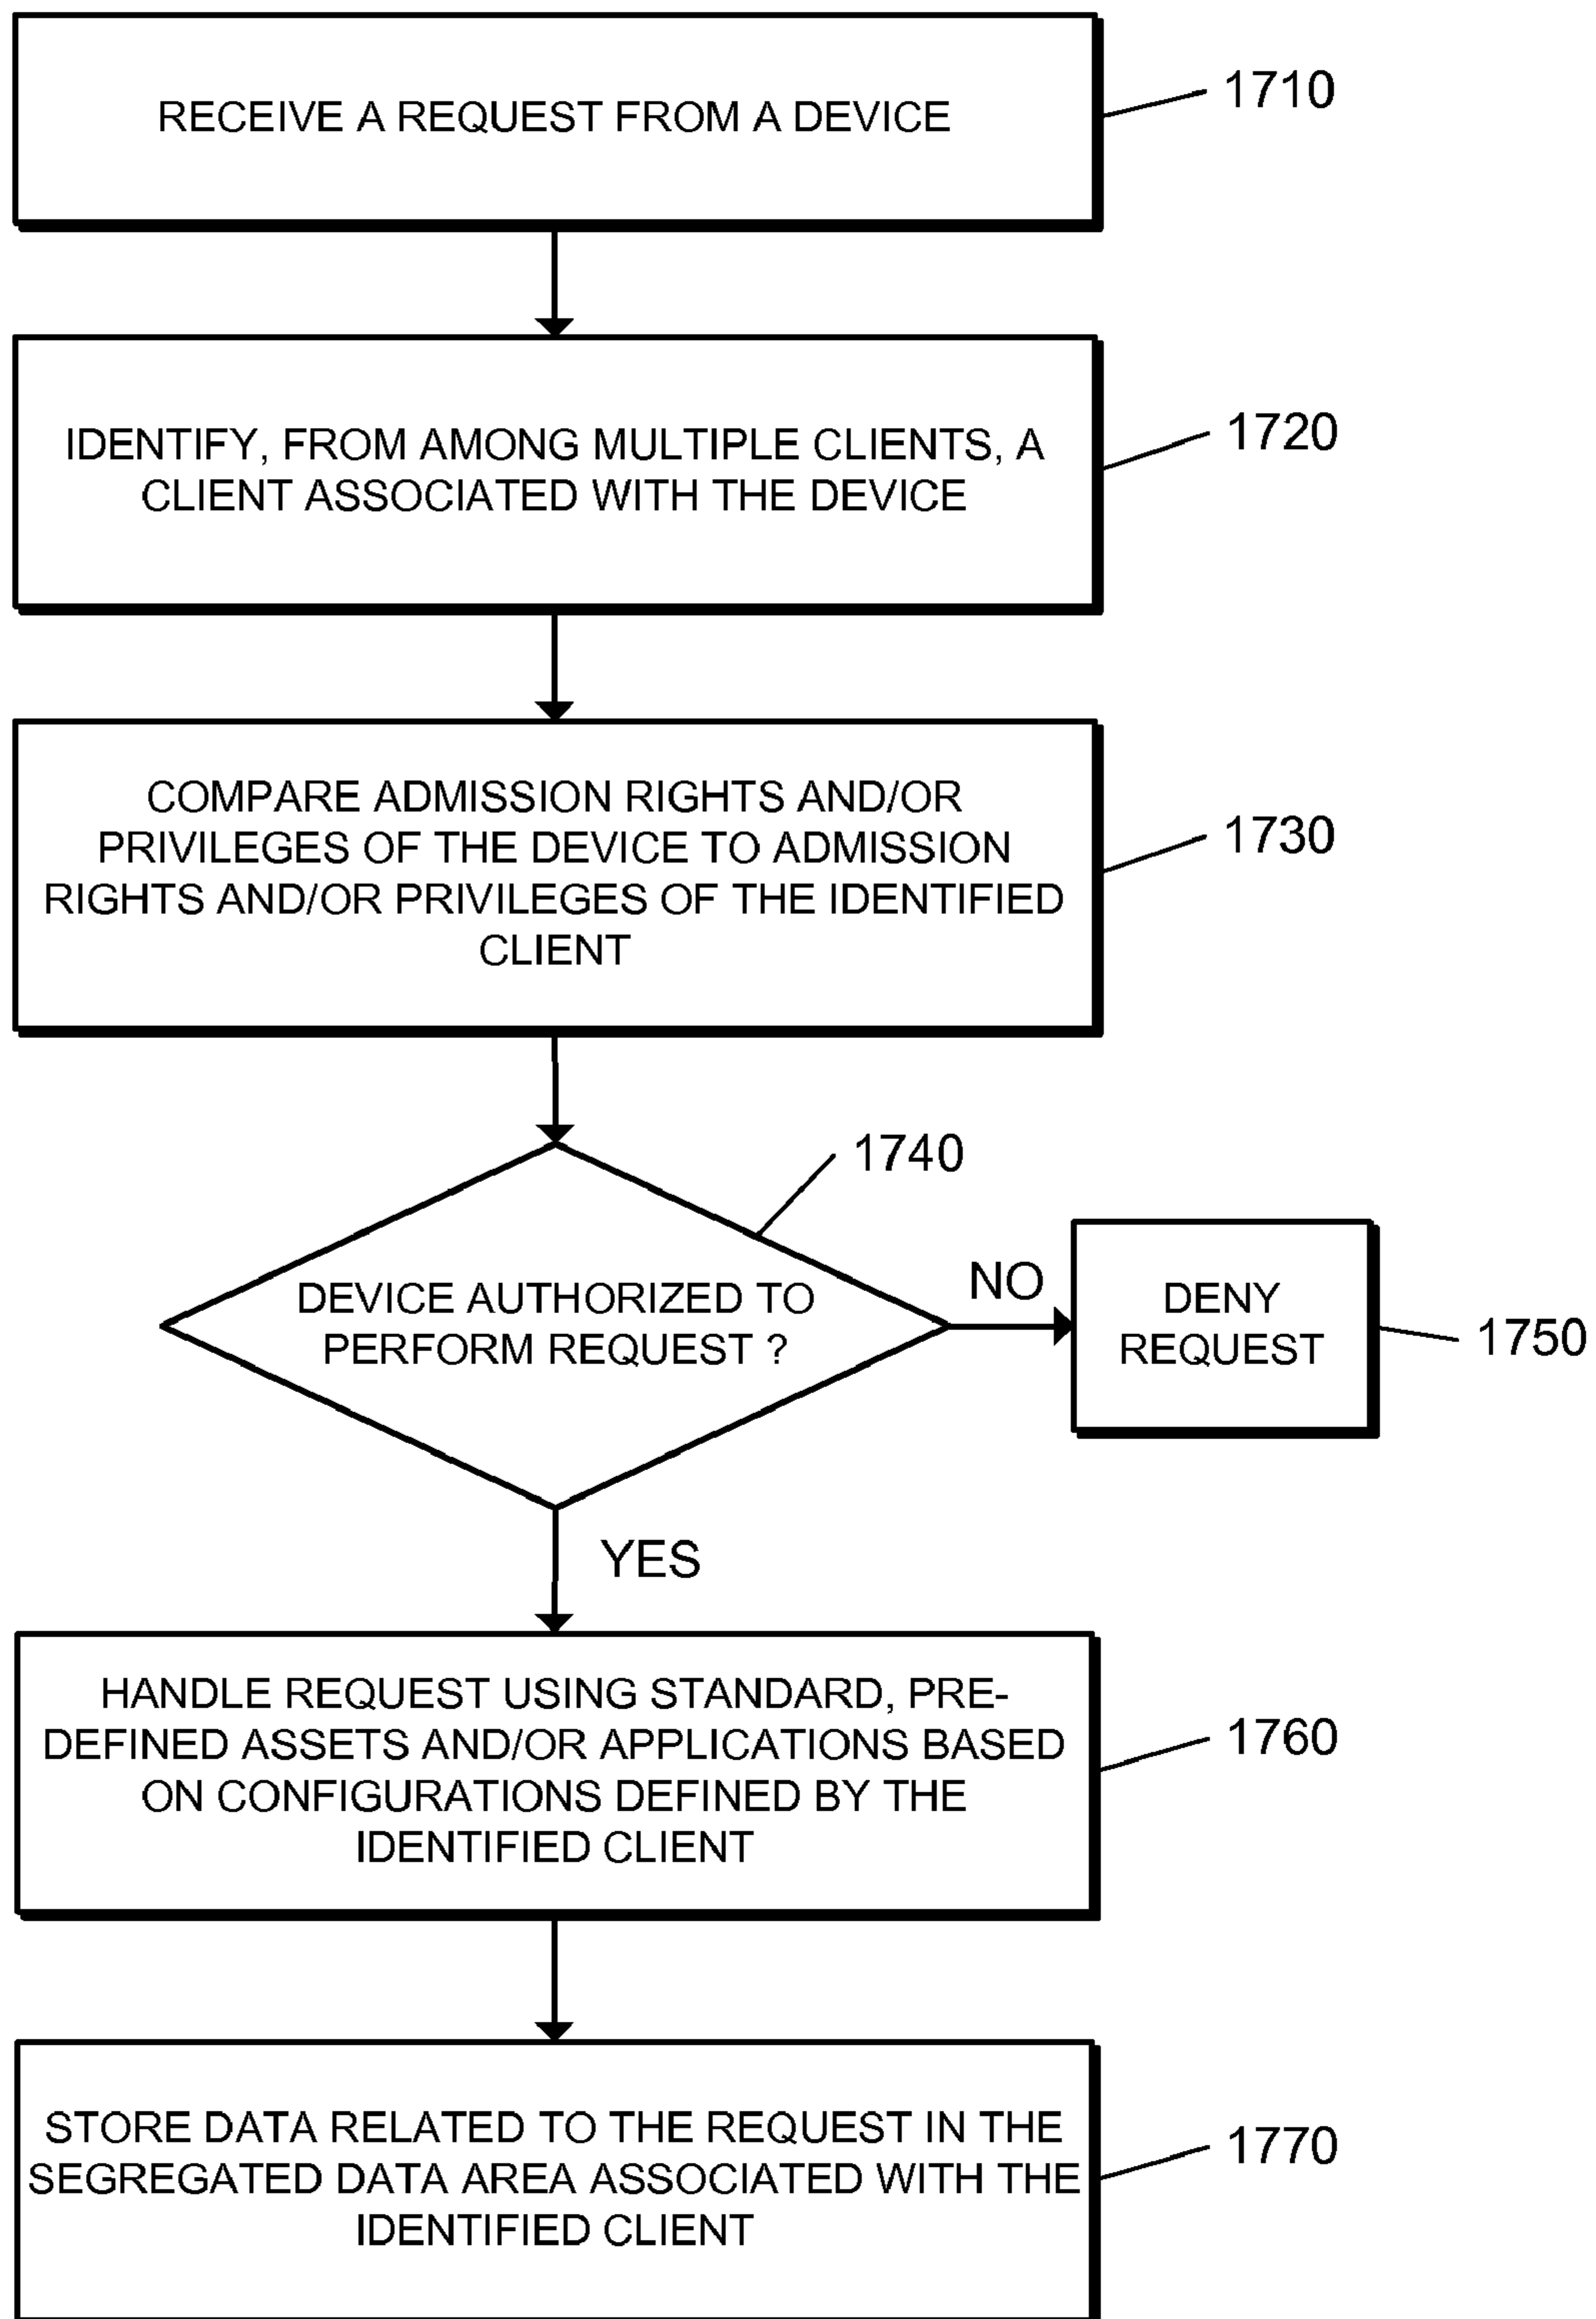 RECEIVE A REQUEST FROM A DEVICE
1710
IDENTIFY, FROM AMONG MULTIPLE CLIENTS, A
CLIENT ASSOCIATED WITH THE DEVICE
1720
COMPARE ADMISSION RIGHTS AND/OR
PRIVILEGES OF THE DEVICE TO ADMISSION
RIGHTS AND/OR PRIVILEGES OF THE IDENTIFIED
CLIENT
1730
1740
DEVICE AUTHORIZED TO
PERFORM REQUEST ?
NO
DENY
REQUEST
1750
YES
HANDLE REQUEST USING STANDARD, PRE-
DEFINED ASSETS AND/OR APPLICATIONS BASED
ON CONFIGURATIONS DEFINED BY THE
IDENTIFIED CLIENT
1760
STORE DATA RELATED TO THE REQUEST IN THE
SEGREGATED DATA AREA ASSOCIATED WITH THE
IDENTIFIED CLIENT
1770